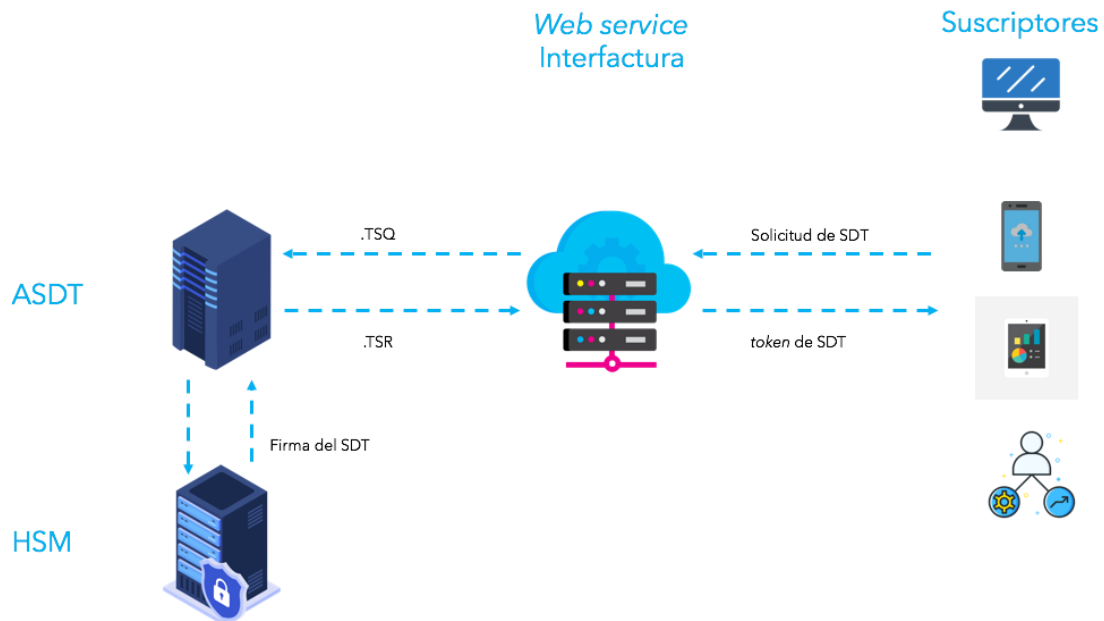 Web service
Interfactura
Suscriptores
.TSQ
Solicitud de SDT
ASDT
.TSR
token de SDT
Firma del SDT
HSM